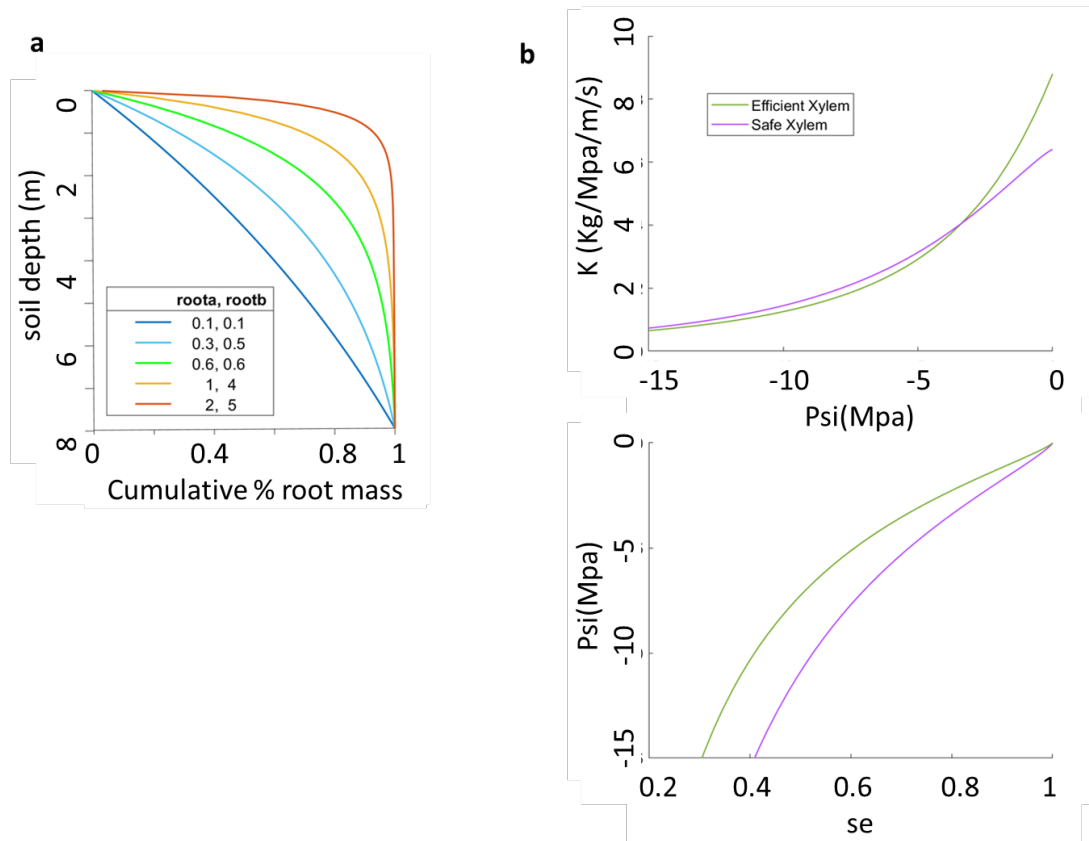 a
0
2
4
6
8
soil depth (m)
roota, rootb
0.1, 0.1
0.3, 0.5
0.6, 0.6
1, 4
2, 5
0 0.4 0.8 1
Cumulative % root mass
b
10
8
6
4
2
0
K (Kg/Mpa/m/s)
Efficient Xylem
Safe Xylem
-15 -10 -5 0
Psi(Mpa)
0
-5
-10
-15
Psi(Mpa)
0.2 0.4 0.6 0.8 1
se